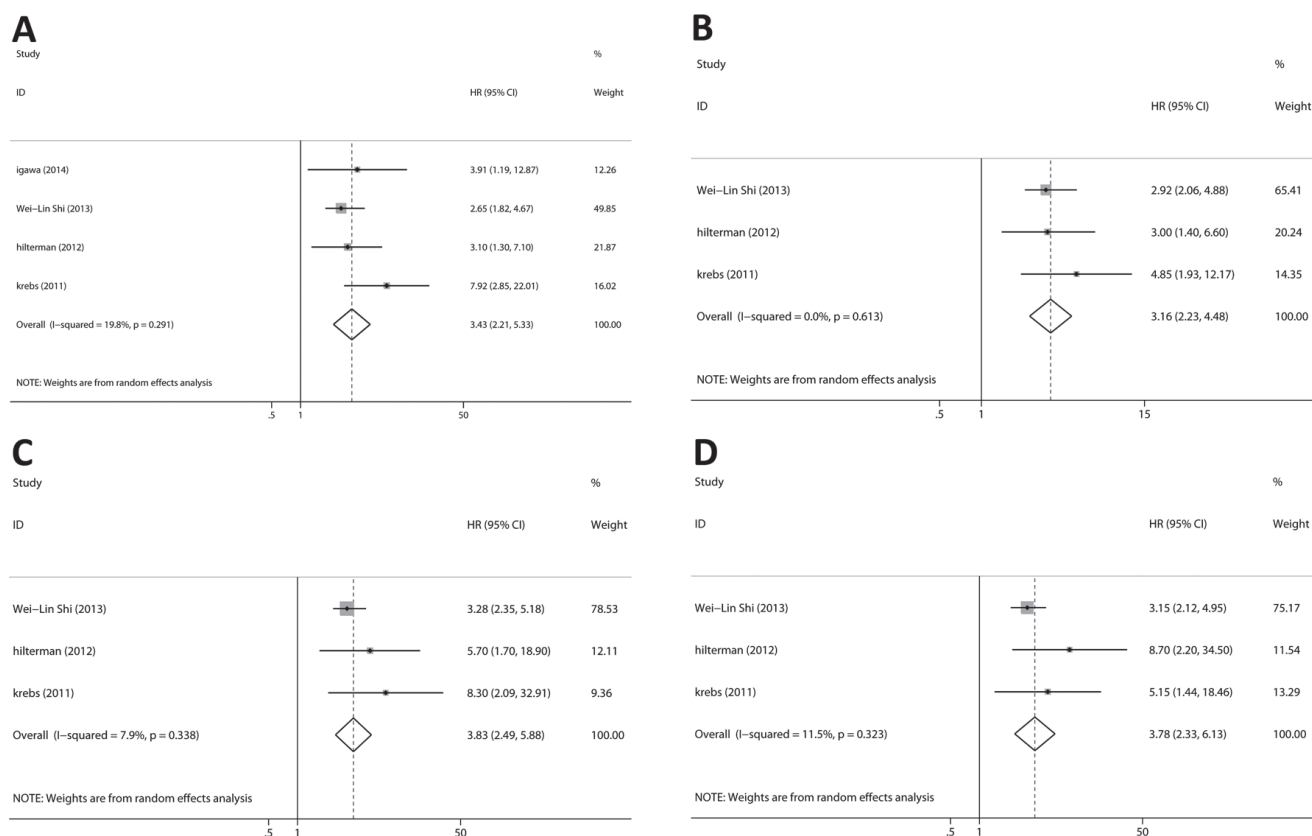 A
Study %
ID HR (95% CI) Weight
igawa (2014) 3.91 (1.19, 12.87) 12.26
Wei−Lin Shi (2013) 2.65 (1.82, 4.67) 49.85
hilterman (2012) 3.10 (1.30, 7.10) 21.87
krebs (2011) 7.92 (2.85, 22.01) 16.02
Overall (I−squared = 19.8%, p = 0.291) 3.43 (2.21, 5.33) 100.00
NOTE: Weights are from random effects analysis
.5 1 50
B
Study %
ID HR (95% CI) Weight
Wei−Lin Shi (2013) 2.92 (2.06, 4.88) 65.41
hilterman (2012) 3.00 (1.40, 6.60) 20.24
krebs (2011) 4.85 (1.93, 12.17) 14.35
Overall (I−squared = 0.0%, p = 0.613) 3.16 (2.23, 4.48) 100.00
NOTE: Weights are from random effects analysis
.5 1 15
C
Study %
ID HR (95% CI) Weight
Wei−Lin Shi (2013) 3.28 (2.35, 5.18) 78.53
hilterman (2012) 5.70 (1.70, 18.90) 12.11
krebs (2011) 8.30 (2.09, 32.91) 9.36
Overall (I−squared = 7.9%, p = 0.338) 3.83 (2.49, 5.88) 100.00
NOTE: Weights are from random effects analysis
.5 1 50
D
Study %
ID HR (95% CI) Weight
Wei−Lin Shi (2013) 3.15 (2.12, 4.95) 75.17
hilterman (2012) 8.70 (2.20, 34.50) 11.54
krebs (2011) 5.15 (1.44, 18.46) 13.29
Overall (I−squared = 11.5%, p = 0.323) 3.78 (2.33, 6.13) 100.00
NOTE: Weights are from random effects analysis
.5 1 50